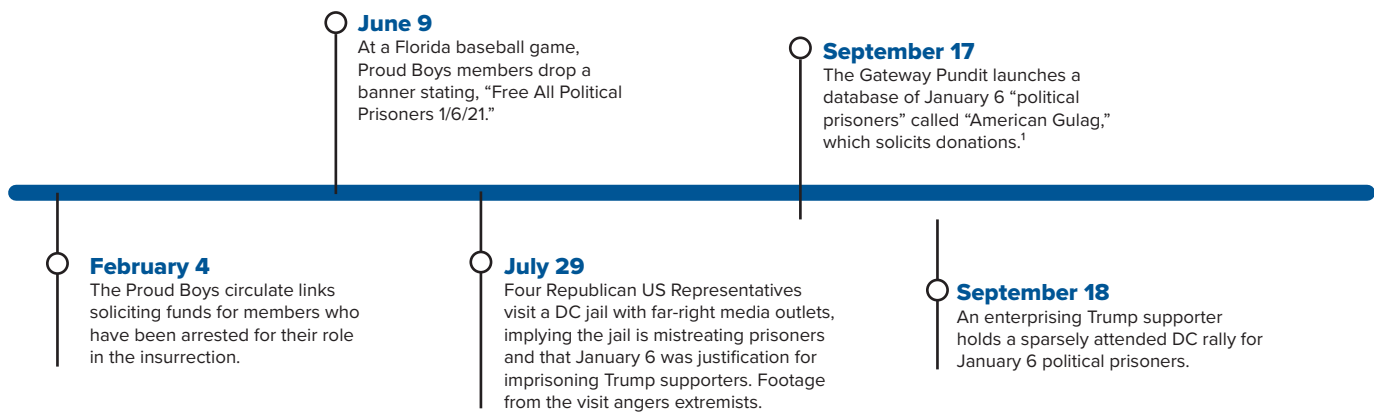 June 9
At a Florida baseball game,
Proud Boys members drop a
banner stating, “Free All Political
Prisoners 1/6/21.”
September 17
The Gateway Pundit launches a
database of January 6 “political
prisoners” called “American Gulag,”
which solicits donations.¹
February 4
The Proud Boys circulate links
soliciting funds for members who
have been arrested for their role
in the insurrection.
July 29
Four Republican US Representatives
visit a DC jail with far-right media outlets,
implying the jail is mistreating prisoners
and that January 6 was justification for
imprisoning Trump supporters. Footage
from the visit angers extremists.
September 18
An enterprising Trump supporter
holds a sparsely attended DC rally for
January 6 political prisoners.